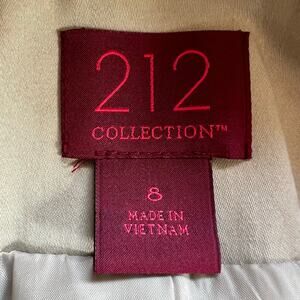 212
COLLECTION™
8
MADE IN
VIETNAM